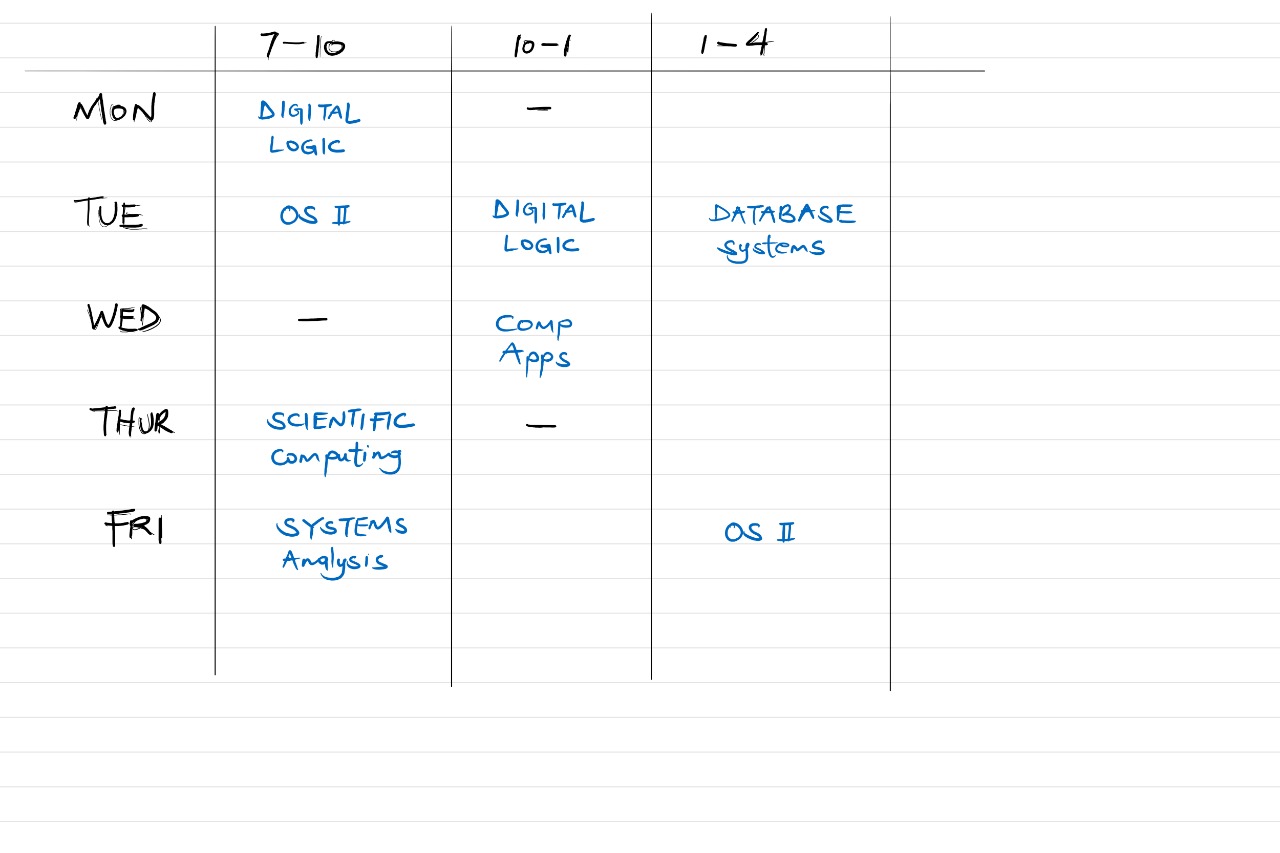 7-10 10-1 1-4
MON DIGITAL LOGIC —
TUE OS II DIGITAL LOGIC DATABASE systems
WED — COMP Apps
THUR SCIENTIFIC Computing —
FRI SYSTEMS Analysis OS II